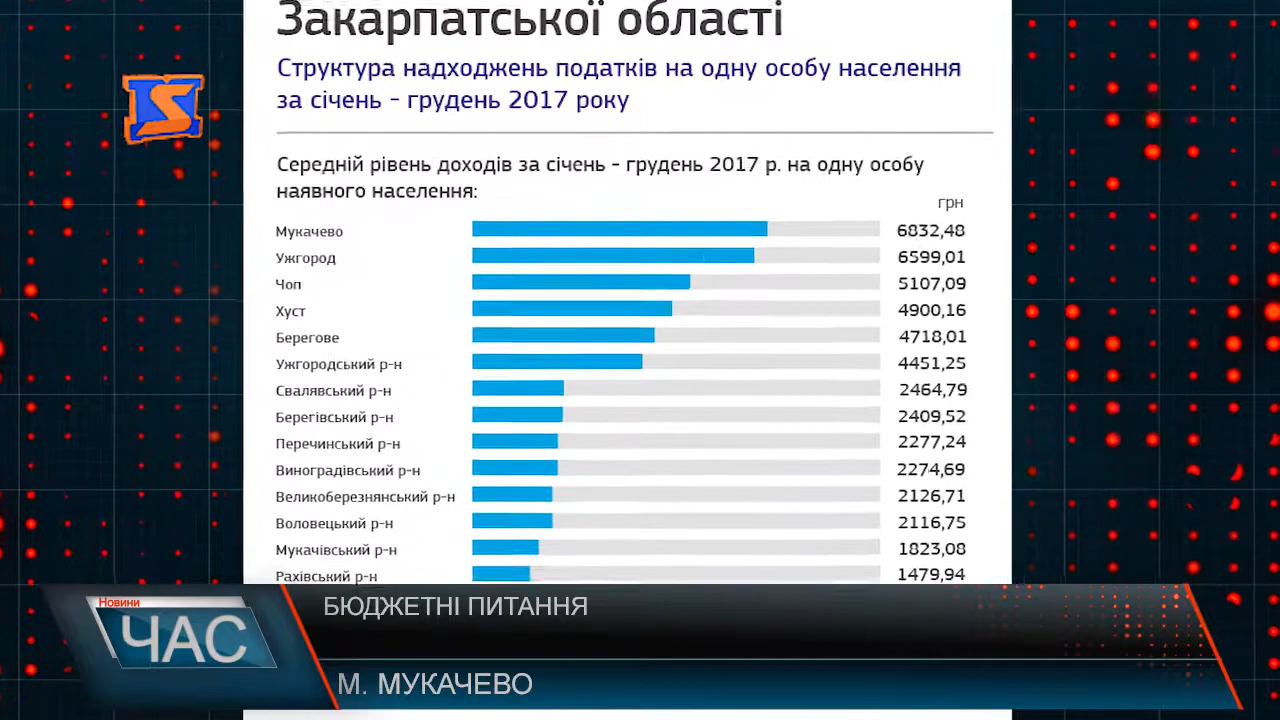 Закарпатської області
Структура надходжень податків на одну особу населення
за січень - грудень 2017 року
Середній рівень доходів за січень - грудень 2017 р. на одну особу
наявного населення:
грн
Мукачево 6832,48
Ужгород 6599,01
Чоп 5107,09
Хуст 4900,16
Берегове 4718,01
Ужгородський р-н 4451,25
Свалявський р-н 2464,79
Берегівський р-н 2409,52
Перечинський р-н 2277,24
Виноградівський р-н 2274,69
Великоберезнянський р-н 2126,71
Воловецький р-н 2116,75
Мукачівський р-н 1823,08
Рахівський р-н 1479,94
Новини
ЧАС
БЮДЖЕТНІ ПИТАННЯ
М. МУКАЧЕВО